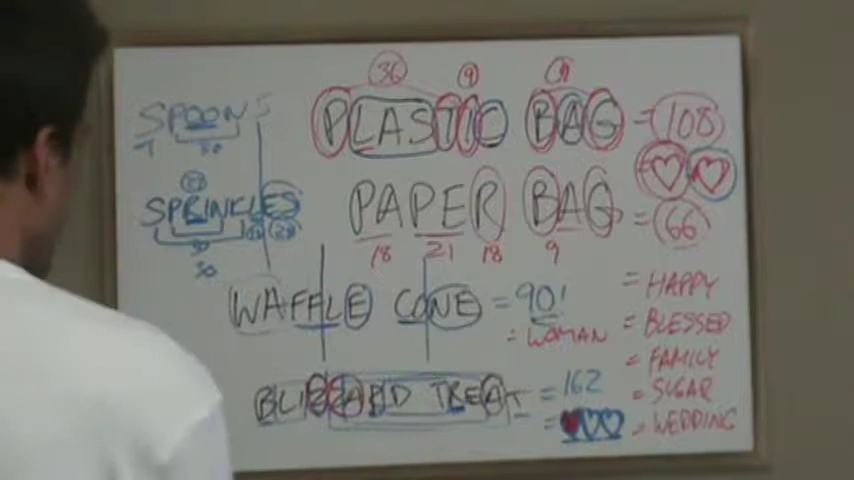 36 9 9
SPOONS PLASTIC BAG = 108
SPRINKLES PAPER BAG = 66
18 21 18 9
WAFFLE CONE = 90
= WOMAN
BLIZZARD TREAT = 162
= HAPPY
= BLESSED
= FAMILY
= SUGAR
= WEDDING